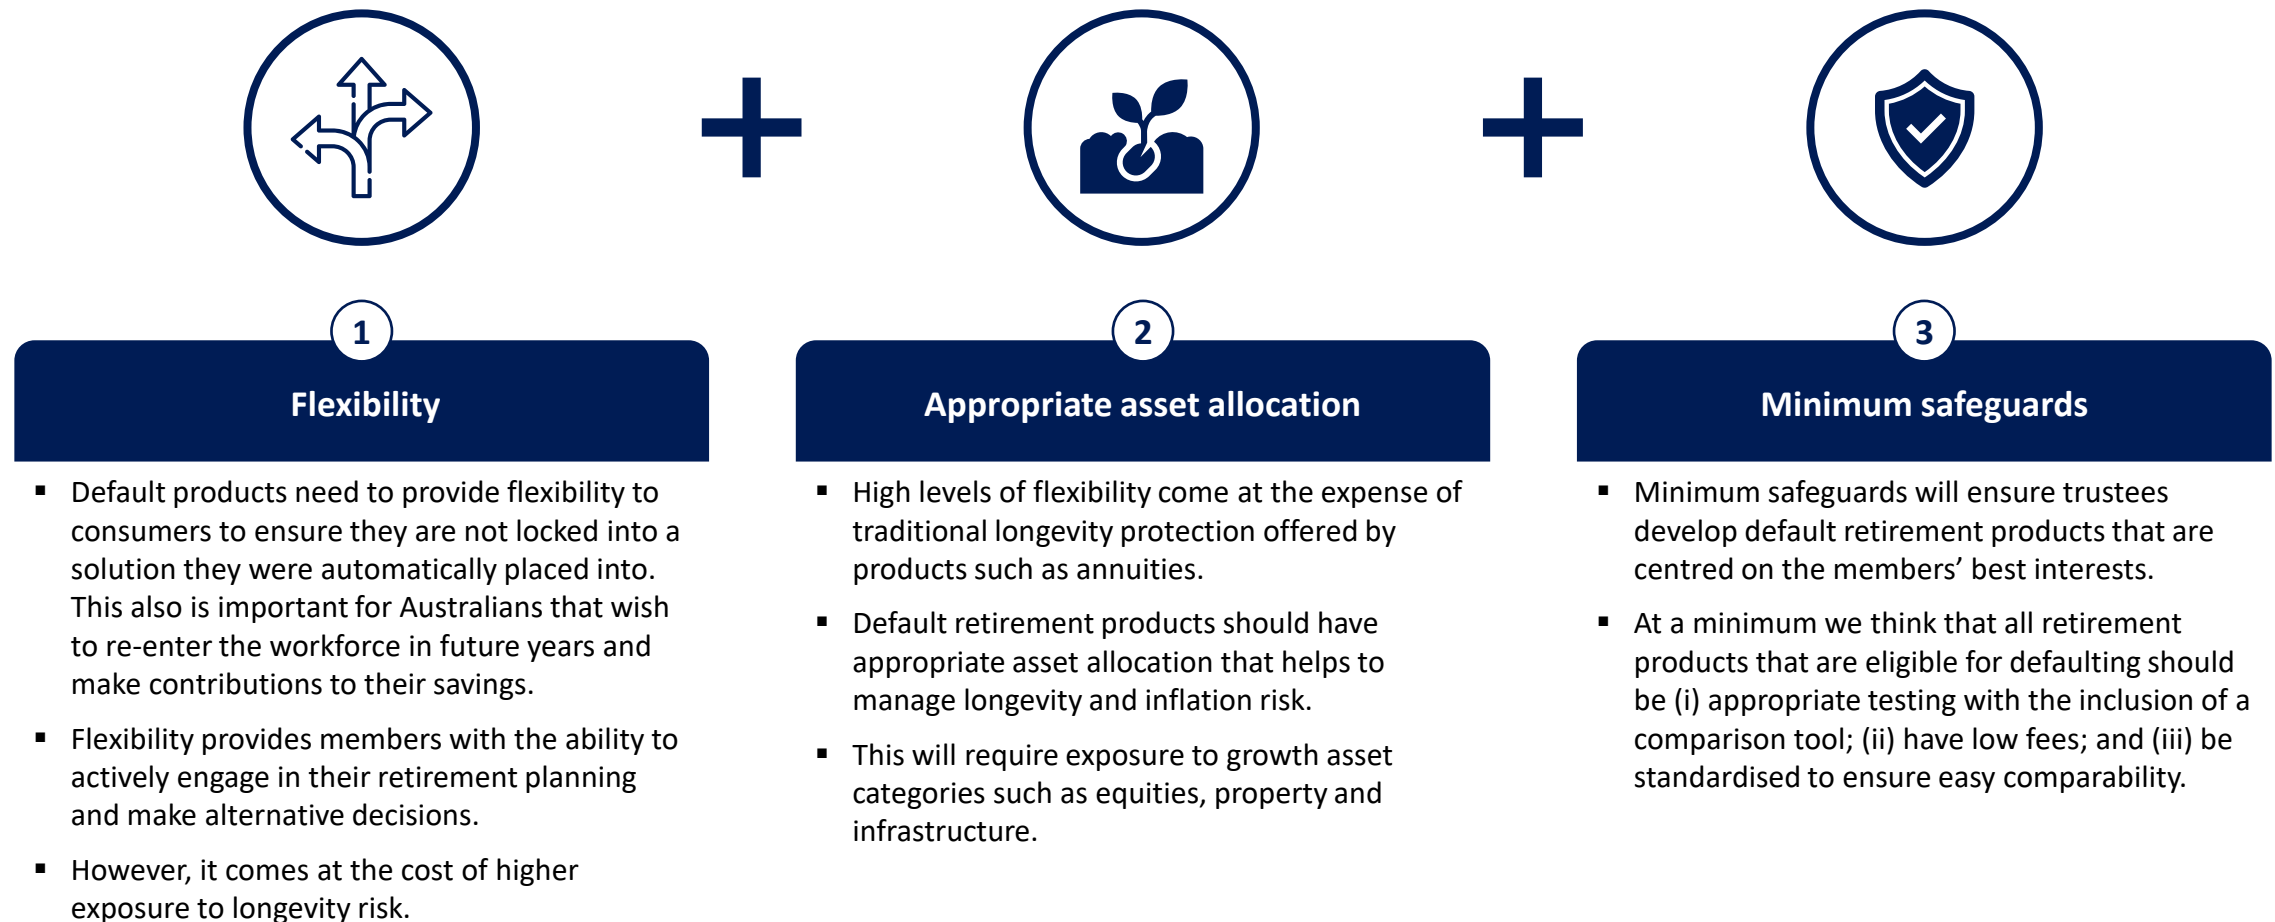 1
Flexibility
▪ Default products need to provide flexibility to
consumers to ensure they are not locked into a
solution they were automatically placed into.
This also is important for Australians that wish
to re-enter the workforce in future years and
make contributions to their savings.
▪ Flexibility provides members with the ability to
actively engage in their retirement planning
and make alternative decisions.
▪ However, it comes at the cost of higher
exposure to longevity risk.
2
Appropriate asset allocation
▪ High levels of flexibility come at the expense of
traditional longevity protection offered by
products such as annuities.
▪ Default retirement products should have
appropriate asset allocation that helps to
manage longevity and inflation risk.
▪ This will require exposure to growth asset
categories such as equities, property and
infrastructure.
3
Minimum safeguards
▪ Minimum safeguards will ensure trustees
develop default retirement products that are
centred on the members’ best interests.
▪ At a minimum we think that all retirement
products that are eligible for defaulting should
be (i) appropriate testing with the inclusion of a
comparison tool; (ii) have low fees; and (iii) be
standardised to ensure easy comparability.